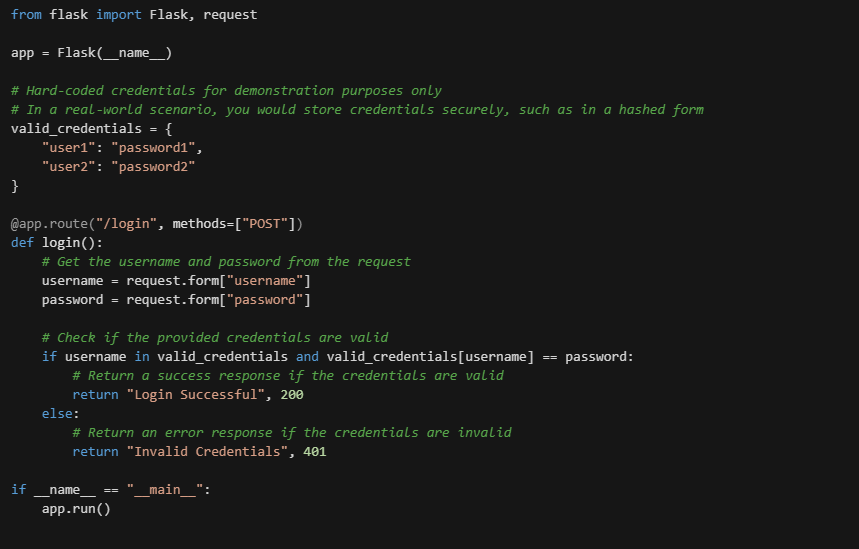 from flask import Flask, request
app = Flask(__name__)
# Hard-coded credentials for demonstration purposes only
# In a real-world scenario, you would store credentials securely, such as in a hashed form
valid_credentials = {
    "user1": "password1",
    "user2": "password2"
}
@app.route("/login", methods=["POST"])
def login():
    # Get the username and password from the request
    username = request.form["username"]
    password = request.form["password"]
    # Check if the provided credentials are valid
    if username in valid_credentials and valid_credentials[username] == password:
        # Return a success response if the credentials are valid
        return "Login Successful", 200
    else:
        # Return an error response if the credentials are invalid
        return "Invalid Credentials", 401
if __name__ == "__main__":
    app.run()